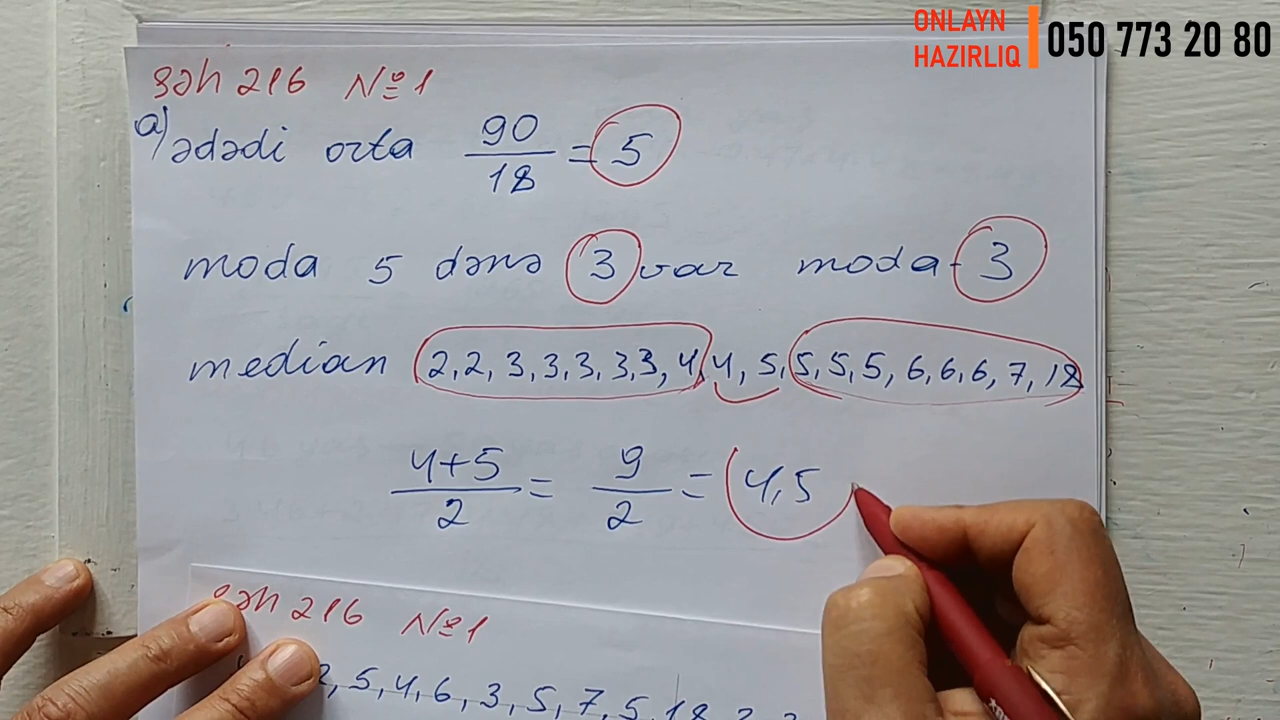 ONLAYN
HAZIRLIQ
050 773 20 80
səh 216 №1
a) ədədi orta 90/18 = 5
moda 5 dənə 3 var moda - 3
median 2, 2, 3, 3, 3, 3, 3, 4, 4, 5, 5, 5, 5, 6, 6, 6, 7, 18
4+5/2 = 9/2 = 4,5
səh 216 №1
2, 5, 4, 6, 3, 5, 7, 5, 18